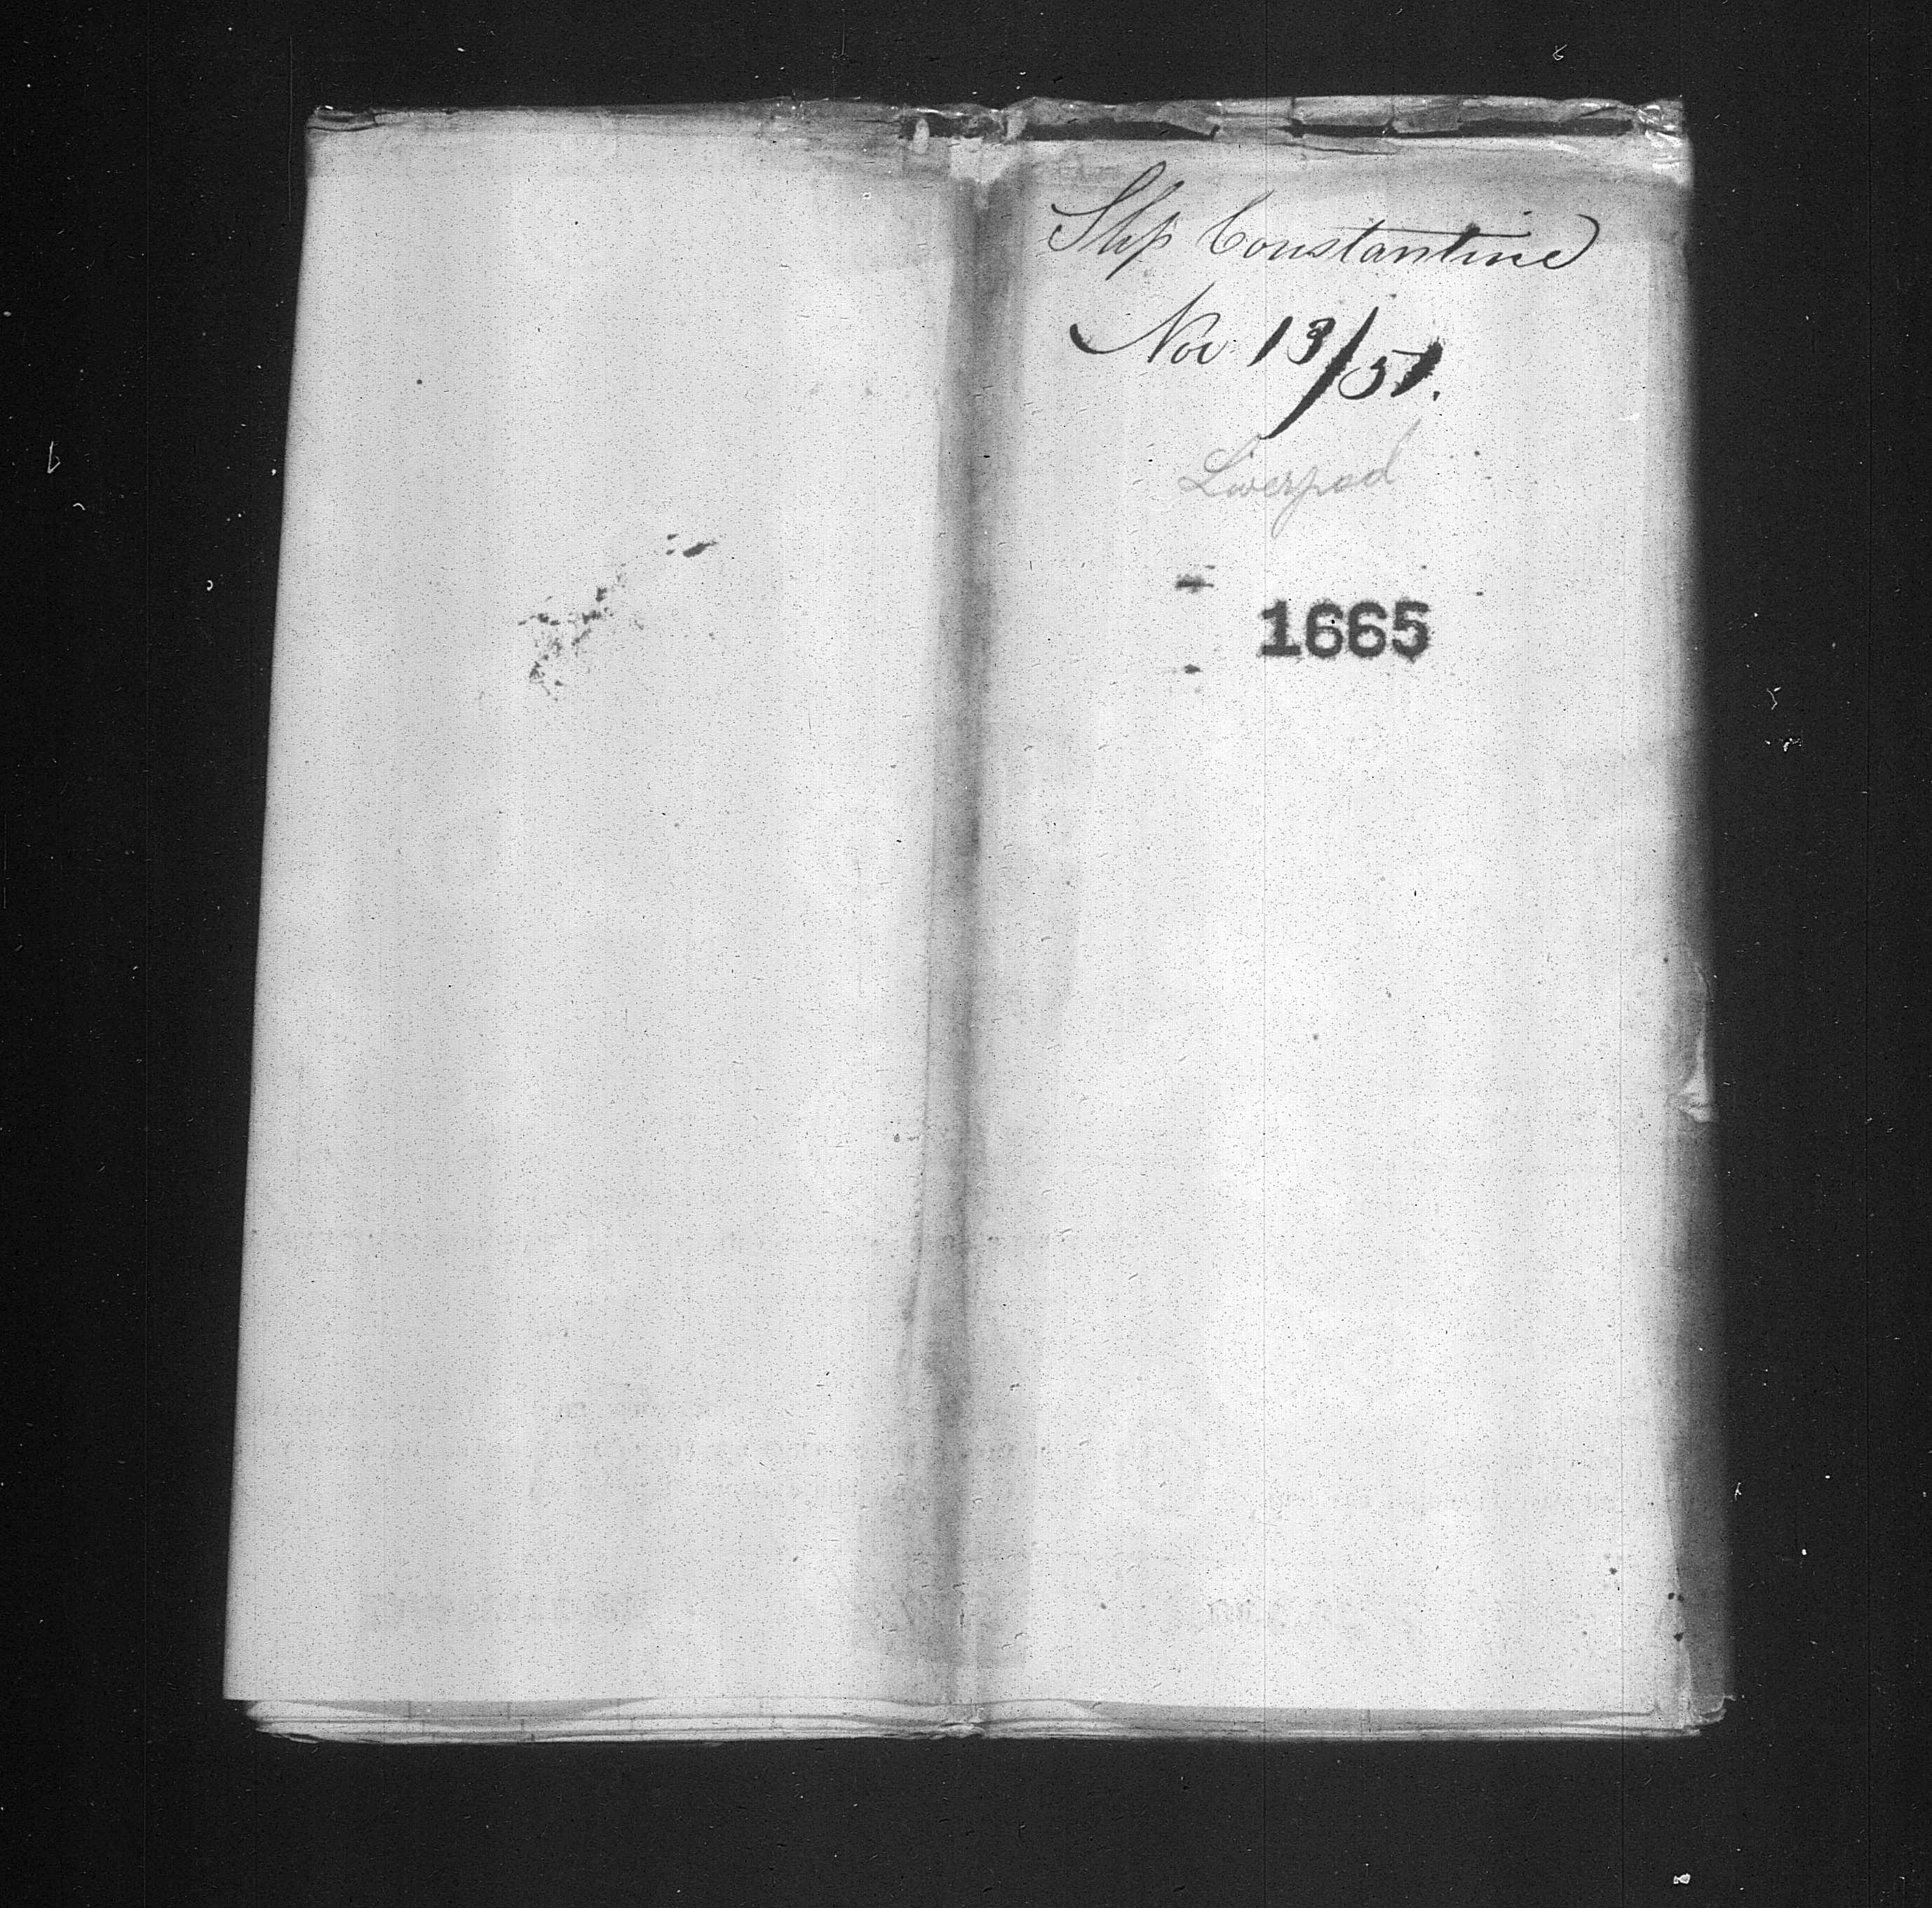 Ship Constantine
Nov 13/51.
Liverpool
1665